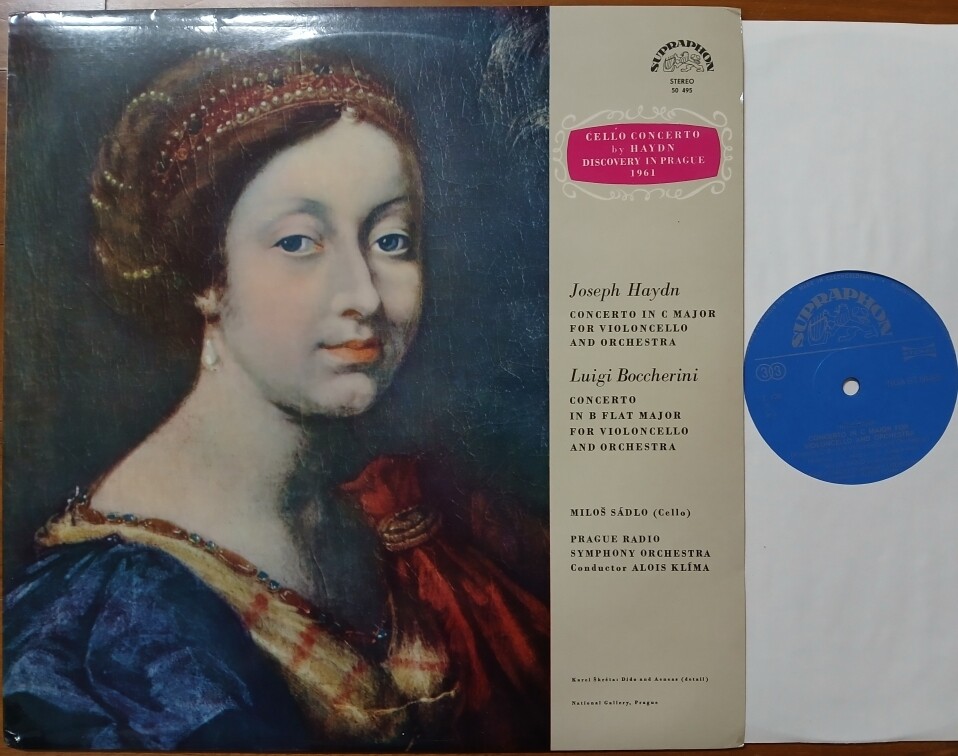 SUPRAPHON
STEREO
50 495
CELLO CONCERTO
by HAYDN
DISCOVERY IN PRAGUE
1961
Joseph Haydn
CONCERTO IN C MAJOR
FOR VIOLONCELLO
AND ORCHESTRA
Luigi Boccherini
CONCERTO
IN B FLAT MAJOR
FOR VIOLONCELLO
AND ORCHESTRA
MILOŠ SÁDLO (Cello)
PRAGUE RADIO
SYMPHONY ORCHESTRA
Conductor ALOIS KLÍMA
Karel Škréta: Dido and Aeneas (detail)
National Gallery, Prague
SUPRAPHON
33